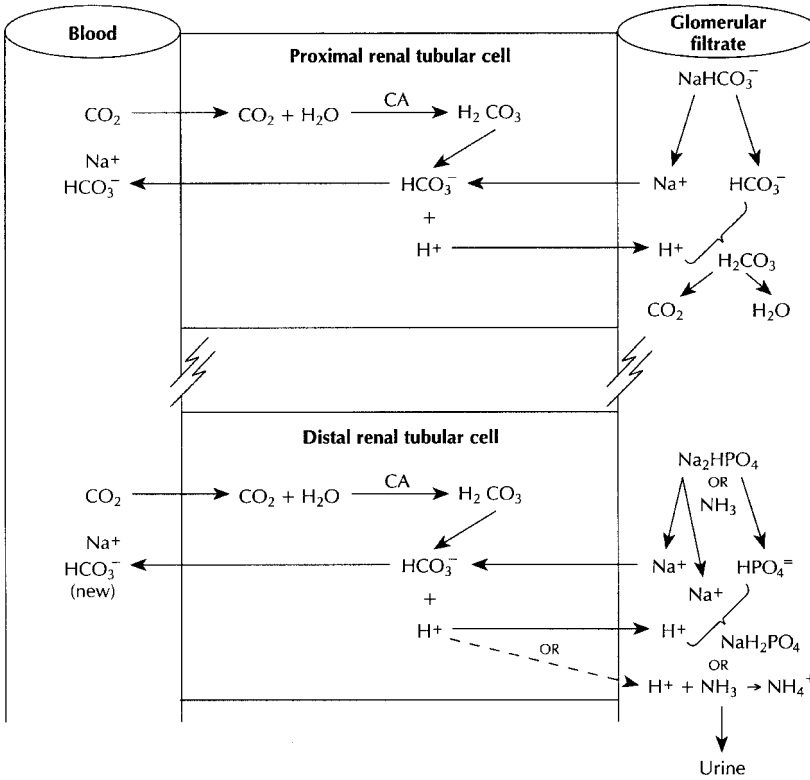 Blood
Glomerular
filtrate
Proximal renal tubular cell
NaHCO₃⁻
CO₂ CO₂ + H₂O CA H₂ CO₃
Na⁺
HCO₃⁻ HCO₃⁻ Na⁺ HCO₃⁻
+
H⁺ H⁺
H₂CO₃
CO₂ H₂O
Distal renal tubular cell
Na₂HPO₄
OR
NH₃
CO₂ CO₂ + H₂O CA H₂ CO₃
Na⁺
HCO₃⁻ HCO₃⁻ Na⁺ HPO₄⁼
(new)
Na⁺
+
H⁺ H⁺
NaH₂PO₄
OR OR
H⁺ + NH₃ → NH₄⁺
Urine